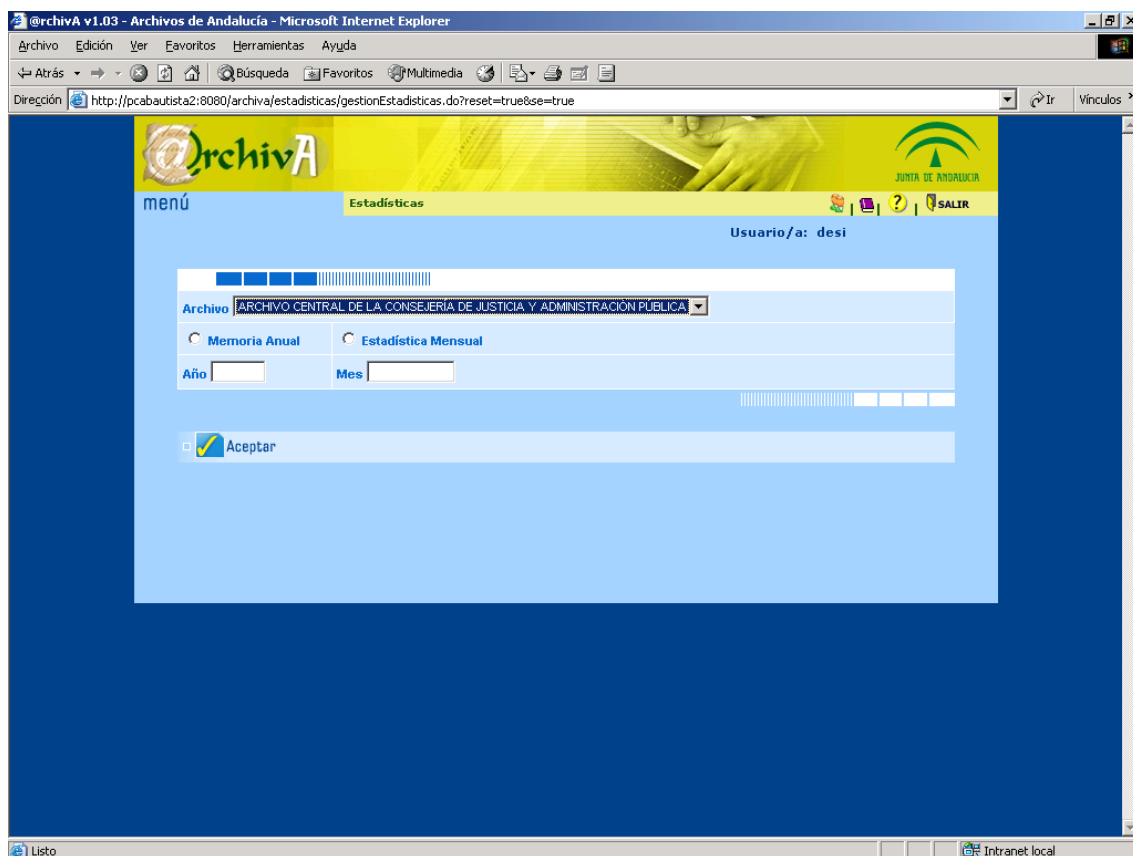 @rchivA v1.03 - Archivos de Andalucía - Microsoft Internet Explorer
Archivo Edición Ver Favoritos Herramientas Ayuda
Atrás Búsqueda Favoritos Multimedia
Dirección http://pcabautista2:8080/archiva/estadisticas/gestionEstadisticas.do?reset=true&se=true Ir Vínculos
@rchivA
JUNTA DE ANDALUCIA
menú Estadísticas ? SALIR
Usuario/a: desi
Archivo ARCHIVO CENTRAL DE LA CONSEJERÍA DE JUSTICIA Y ADMINISTRACIÓN PÚBLICA
Memoria Anual Estadística Mensual
Año Mes
Aceptar
Listo Intranet local